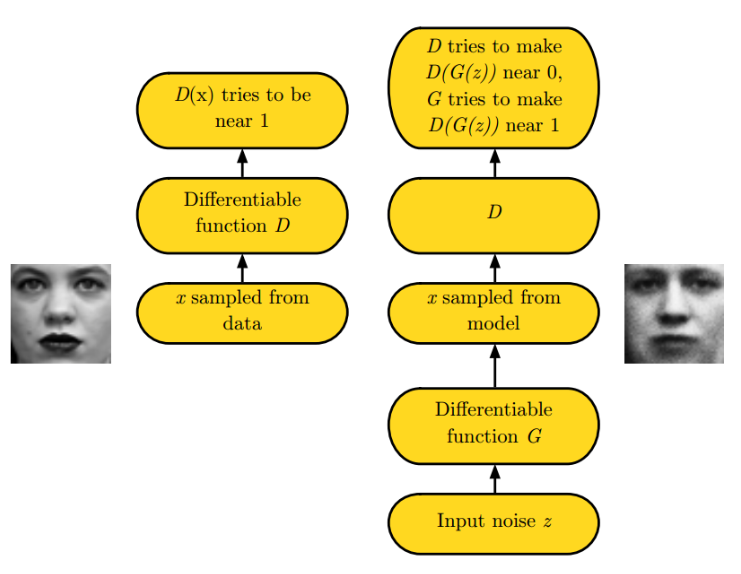 D(x) tries to be
near 1
Differentiable
function D
x sampled from
data
D tries to make
D(G(z)) near 0,
G tries to make
D(G(z)) near 1
D
x sampled from
model
Differentiable
function G
Input noise z